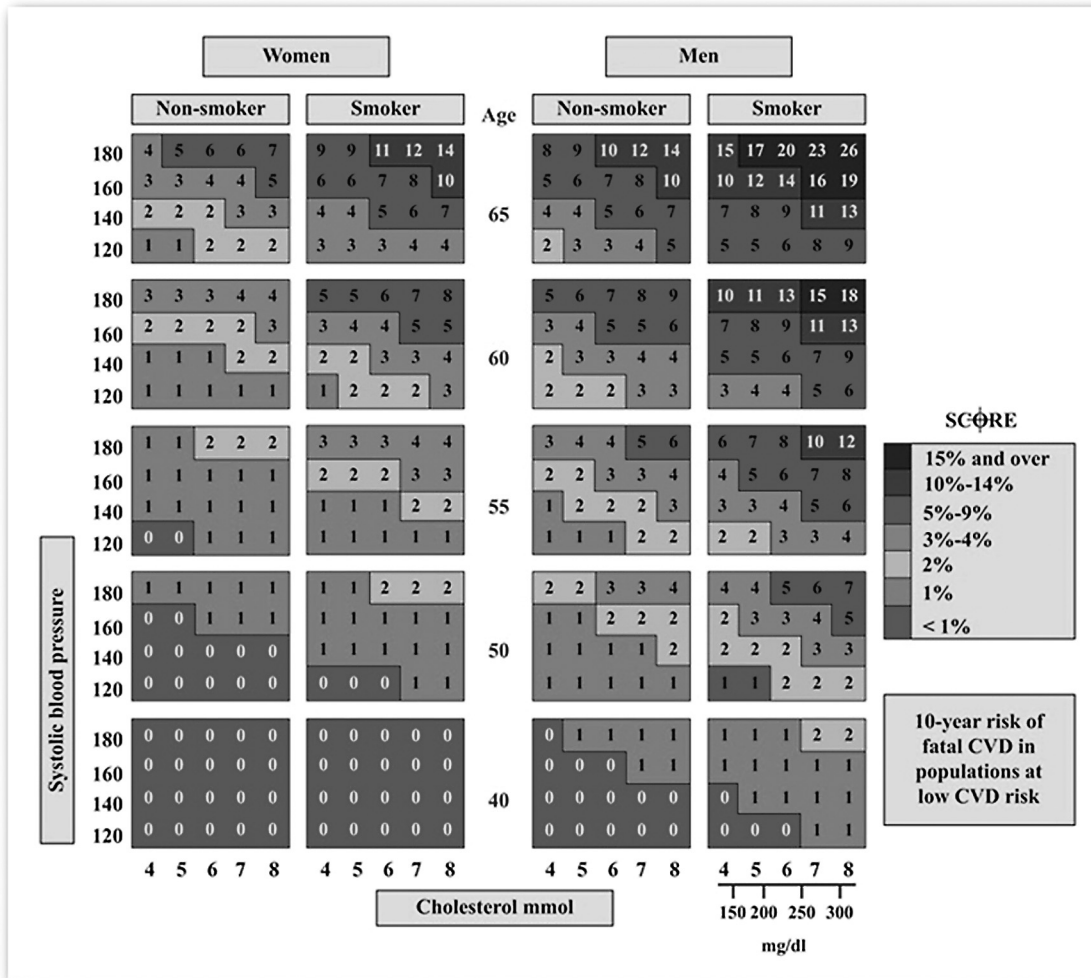 Women Men
Non-smoker Smoker Age Non-smoker Smoker
180 4 5 6 6 7 9 9 11 12 14 8 9 10 12 14 15 17 20 23 26
160 3 3 4 4 5 6 6 7 8 10 5 6 7 8 10 10 12 14 16 19
140 2 2 2 3 3 4 4 5 6 7 65 4 4 5 6 7 7 8 9 11 13
120 1 1 2 2 2 3 3 3 4 4 2 3 3 4 5 5 5 6 8 9
180 3 3 3 4 4 5 5 6 7 8 5 6 7 8 9 10 11 13 15 18
160 2 2 2 2 3 3 4 4 5 5 3 4 5 5 6 7 8 9 11 13
140 1 1 1 2 2 2 2 3 3 4 60 2 3 3 4 4 5 5 5 7 9
120 1 1 1 1 1 1 2 2 2 3 2 2 2 3 3 3 4 4 5 6
180 1 1 2 2 2 3 3 3 4 4 3 4 4 5 6 6 7 8 10 12
160 1 1 1 1 1 2 2 2 3 3 2 2 3 3 4 4 5 6 7 8
140 1 1 1 1 1 1 1 1 2 2 55 1 2 2 2 3 3 3 4 5 6
120 0 0 1 1 1 1 1 1 1 1 1 1 1 2 2 2 2 3 3 4
180 1 1 1 1 1 1 1 2 2 2 2 2 3 3 4 4 4 5 6 7
160 0 0 1 1 1 1 1 1 1 1 1 1 2 2 2 2 3 3 4 5
140 0 0 0 0 0 1 1 1 1 1 50 1 1 1 1 2 2 2 2 3 3
120 0 0 0 0 0 0 0 0 1 1 1 1 1 1 1 1 1 2 2 2
180 0 0 0 0 0 0 0 0 0 0 0 1 1 1 1 1 1 1 2 2
160 0 0 0 0 0 0 0 0 0 0 0 0 0 1 1 1 1 1 1 1
140 0 0 0 0 0 0 0 0 0 0 40 0 0 0 0 0 0 1 1 1 1
120 0 0 0 0 0 0 0 0 0 0 0 0 0 0 0 0 0 0 1 1
4 5 6 7 8 4 5 6 7 8 4 5 6 7 8 4 5 6 7 8
Systolic blood pressure
Cholesterol mmol
150 200 250 300
mg/dl
SCORE
15% and over
10%-14%
5%-9%
3%-4%
2%
1%
< 1%
10-year risk of
fatal CVD in
populations at
low CVD risk